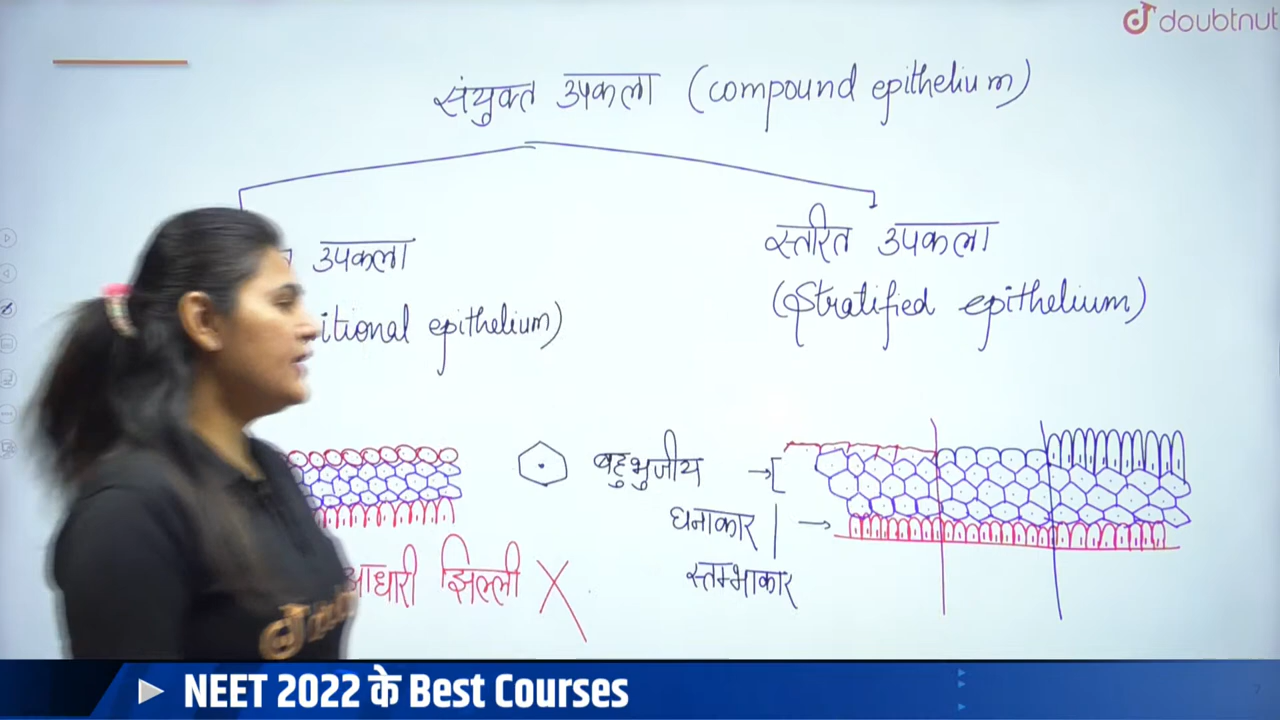 doubtnut
संयुक्त उपकला (compound epithelium)
उपकला
itional epithelium)
स्तरित उपकला
(Stratified epithelium)
बहुभुजीय
घनाकार
स्तम्भाकार
आधारी झिल्ली X
NEET 2022 के Best Courses
7